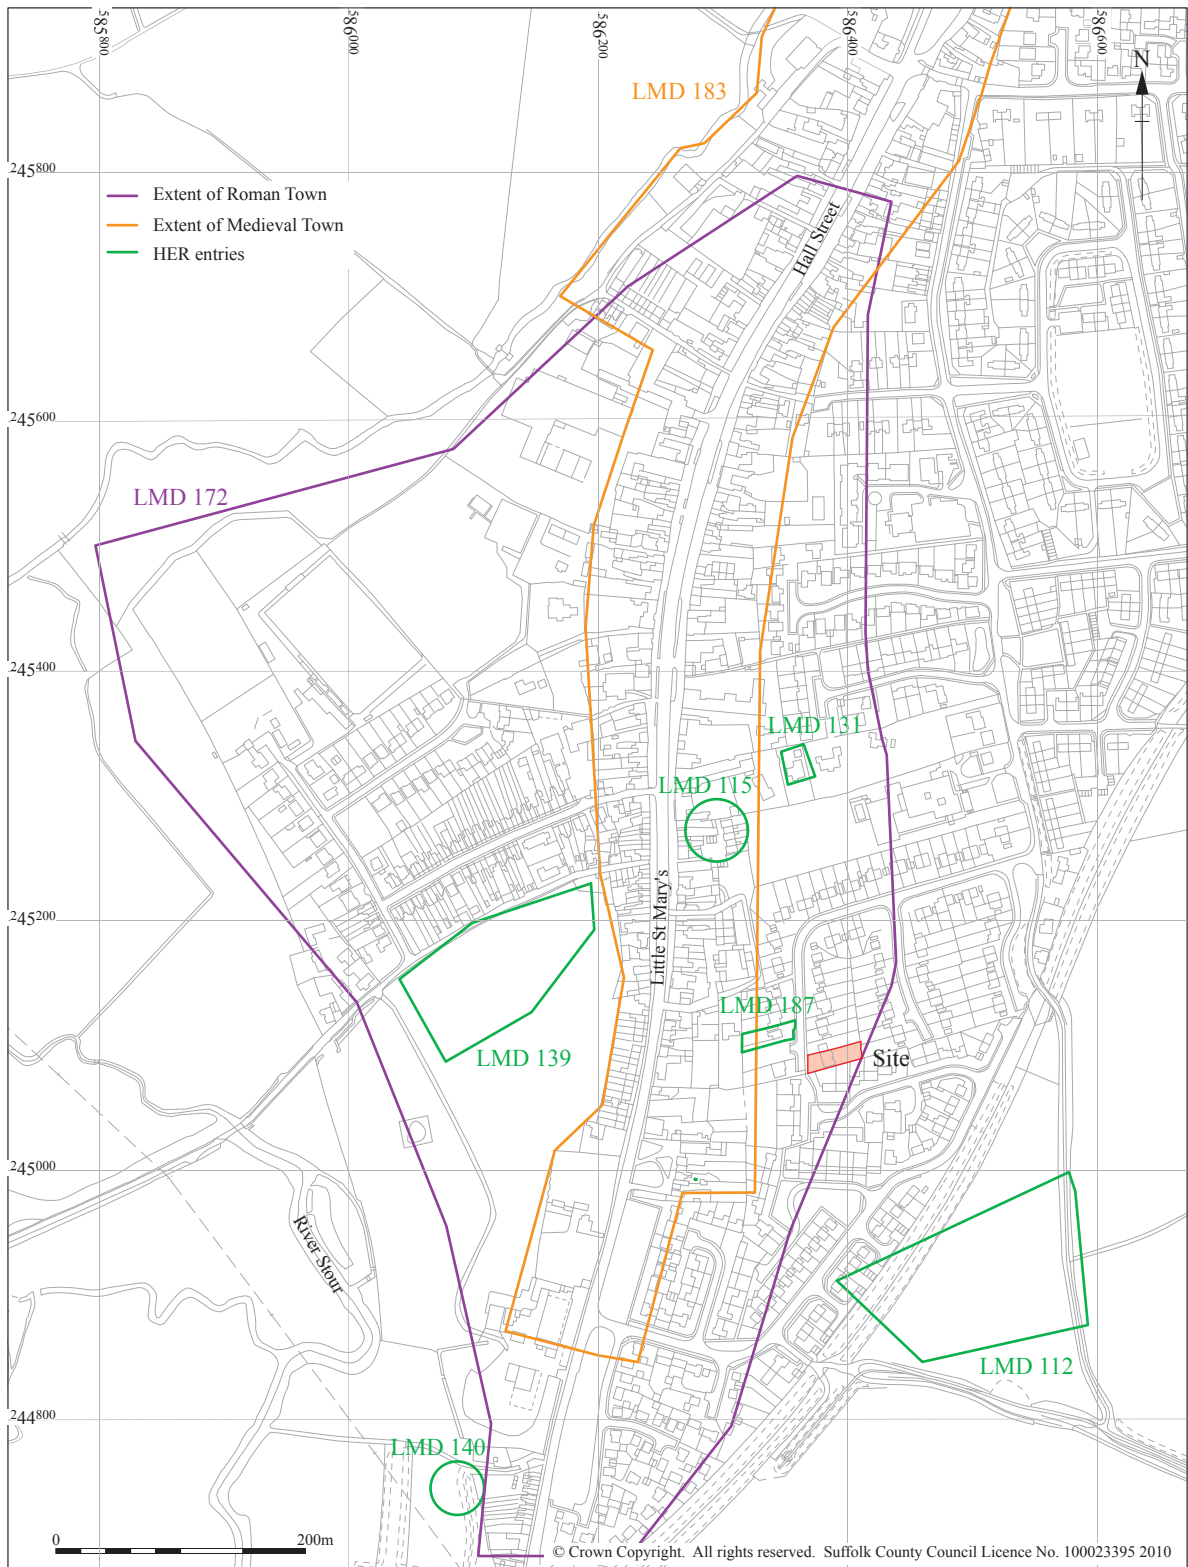 585800
586000
586200
586400
586600
N
LMD 183
245800
Extent of Roman Town
Extent of Medieval Town
HER entries
Hall Street
245600
LMD 172
245400
LMD 131
LMD 115
245200
Little St Mary's
LMD 187
LMD 139
Site
245000
River Stour
LMD 112
244800
LMD 140
0
200m
© Crown Copyright. All rights reserved. Suffolk County Council Licence No. 100023395 2010